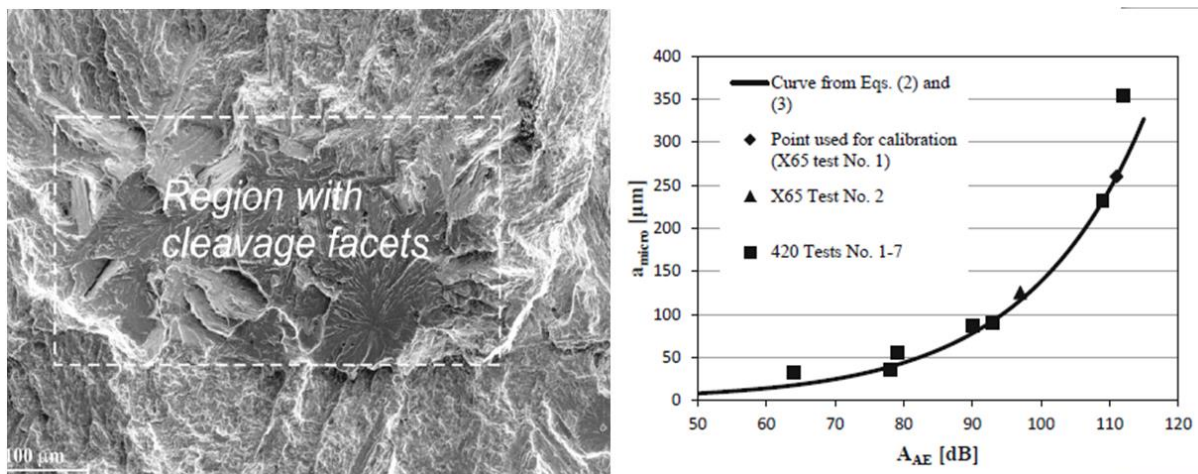 Region with
cleavage facets
100 μm
400
350
300
250
200
150
100
50
0
a_micro [μm]
Curve from Eqs. (2) and
(3)
Point used for calibration
(X65 test No. 1)
X65 Test No. 2
420 Tests No. 1-7
50 60 70 80 90 100 110 120
A_AE [dB]